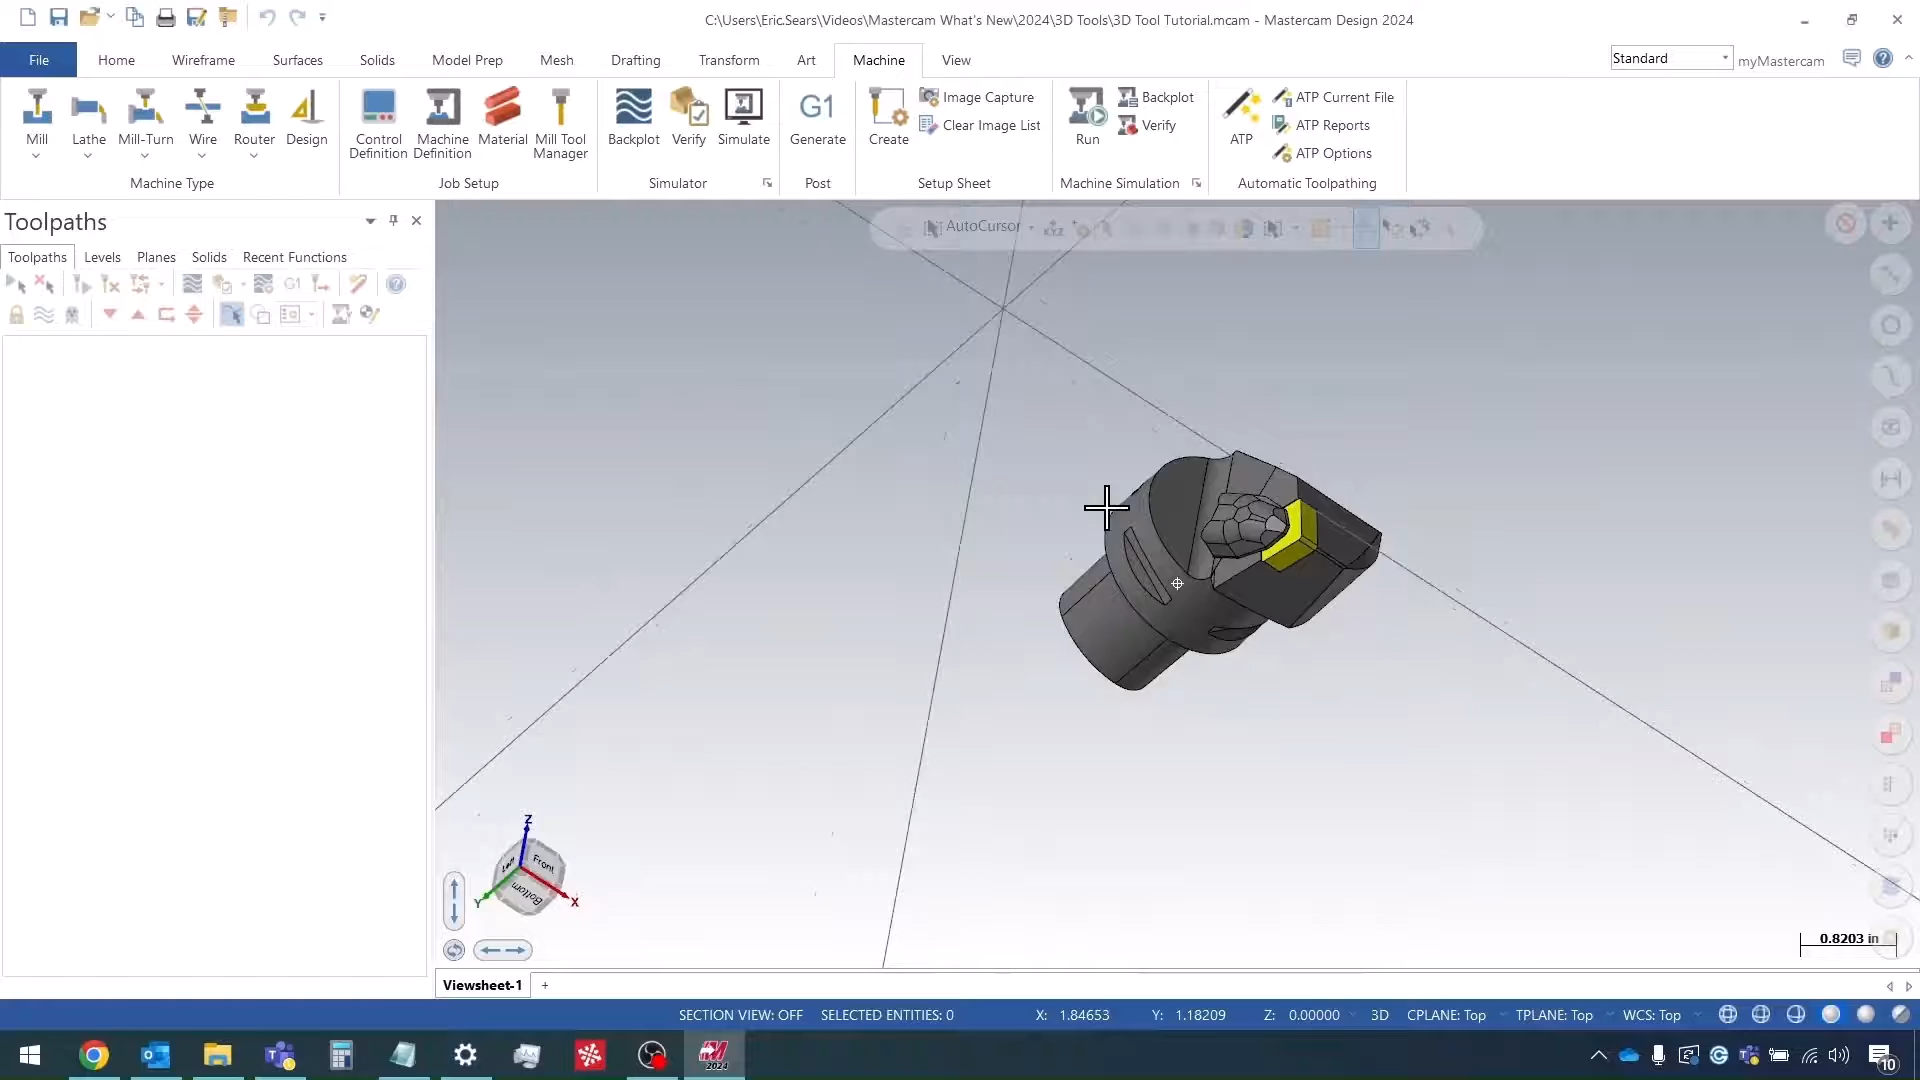 C:\Users\Eric.Sears\Videos\Mastercam What's New\2024\3D Tools\3D Tool Tutorial.mcam - Mastercam Design 2024
File Home Wireframe Surfaces Solids Model Prep Mesh Drafting Transform Art Machine View Standard myMastercam
Mill Lathe Mill-Turn Wire Router Design
Control Definition Machine Definition Material Mill Tool Manager
Backplot Verify Simulate G1 Generate Create Image Capture Clear Image List
Run Backplot Verify ATP ATP Current File ATP Reports ATP Options
Machine Type Job Setup Simulator Post Setup Sheet Machine Simulation Automatic Toolpathing
Toolpaths
AutoCursor
Toolpaths Levels Planes Solids Recent Functions
G1
Z
Left Front
Bottom
Y X
0.8203 in
Viewsheet-1 +
SECTION VIEW: OFF SELECTED ENTITIES: 0 X: 1.84653 Y: 1.18209 Z: 0.00000 3D CPLANE: Top TPLANE: Top WCS: Top
2024
10